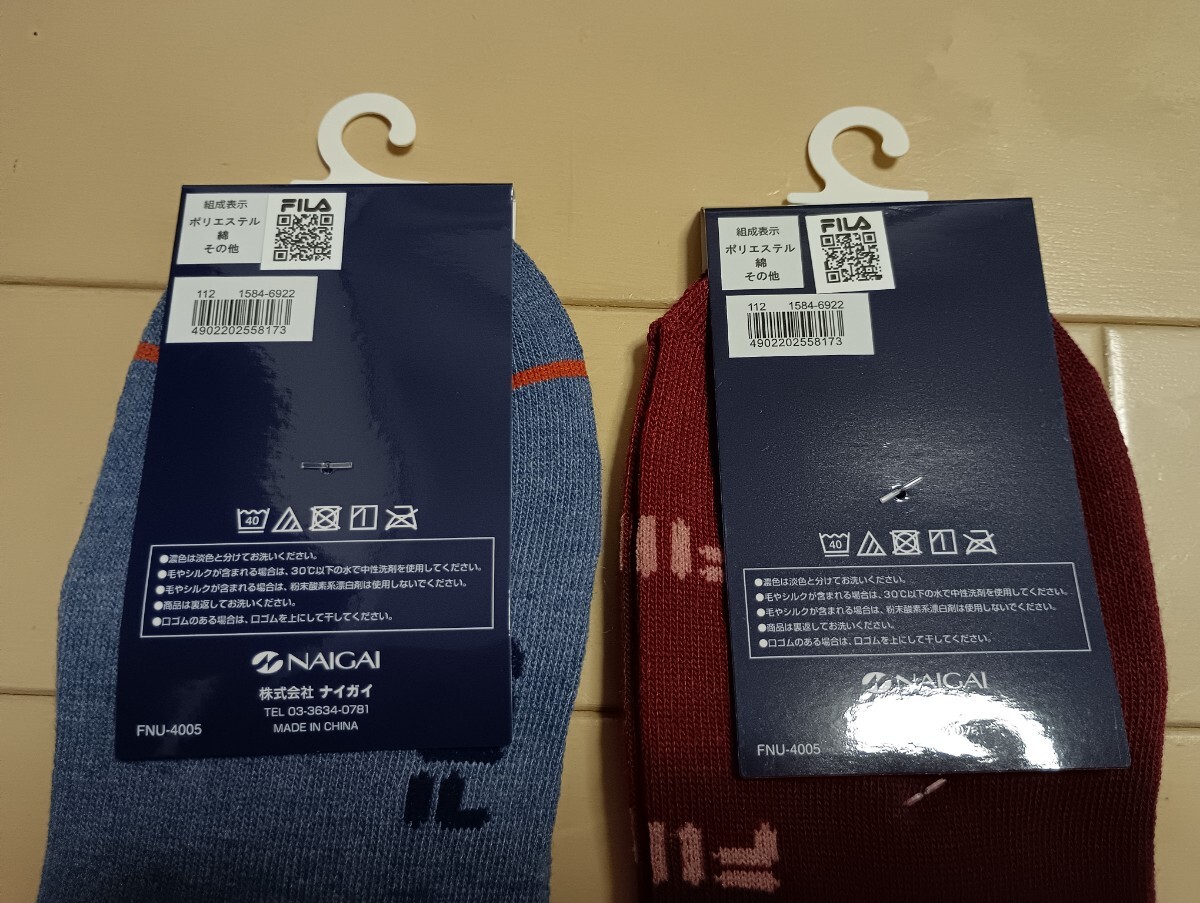 組成表示
ポリエステル
綿
その他
FILA
112 1584-6922
4902202558173
40
●濃色は淡色と分けてお洗いください。
●毛やシルクが含まれる場合は、30℃以下の水で中性洗剤を使用してください。
●毛やシルクが含まれる場合は、粉末酸素系漂白剤は使用しないでください。
●商品は裏返してお洗いください。
●口ゴムのある場合は、口ゴムを上にして干してください。
NAIGAI
株式会社 ナイガイ
TEL 03-3634-0781
MADE IN CHINA
FNU-4005
組成表示
ポリエステル
綿
その他
FILA
112 1584-6922
4902202558173
40
●濃色は淡色と分けてお洗いください。
●毛やシルクが含まれる場合は、30℃以下の水で中性洗剤を使用してください。
●毛やシルクが含まれる場合は、粉末酸素系漂白剤は使用しないでください。
●商品は裏返してお洗いください。
●口ゴムのある場合は、口ゴムを上にして干してください。
NAIGAI
FNU-4005